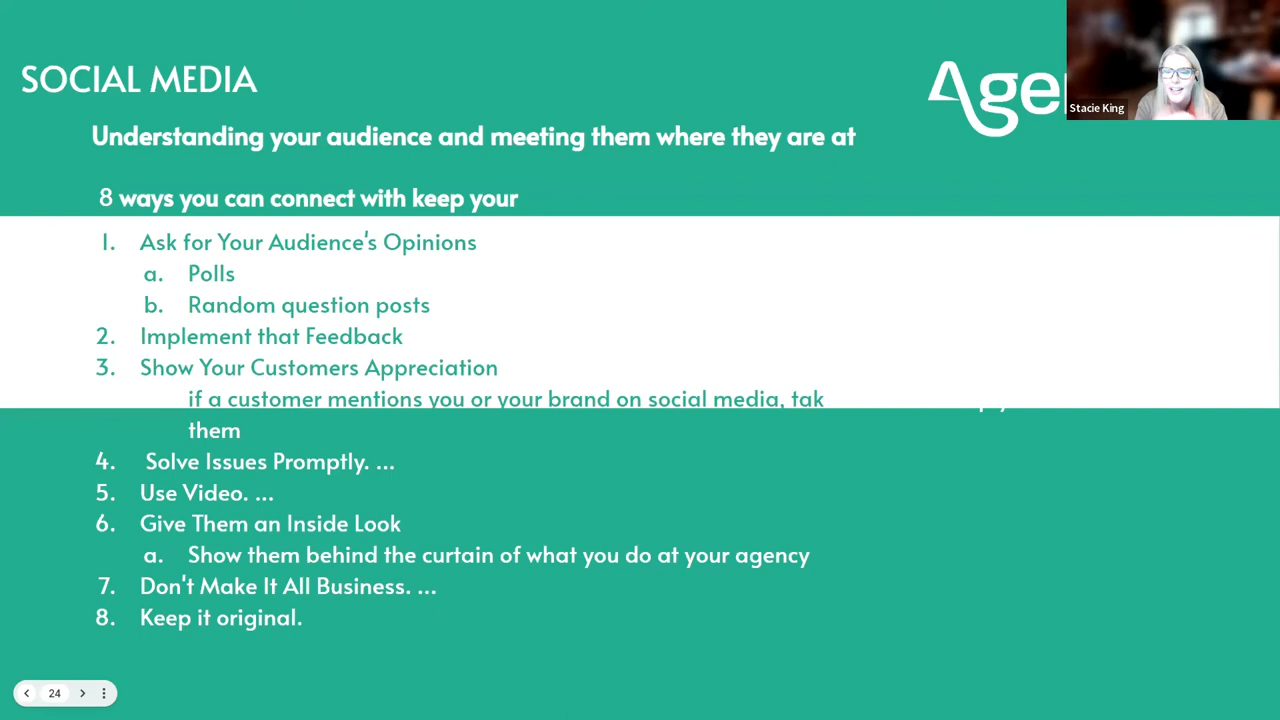 SOCIAL MEDIA
Stacie King
Understanding your audience and meeting them where they are at
8 ways you can connect with keep your
1. Ask for Your Audience's Opinions
a. Polls
b. Random question posts
2. Implement that Feedback
3. Show Your Customers Appreciation
if a customer mentions you or your brand on social media, tak
them
4. Solve Issues Promptly. ...
5. Use Video. ...
6. Give Them an Inside Look
a. Show them behind the curtain of what you do at your agency
7. Don't Make It All Business. ...
8. Keep it original.
24